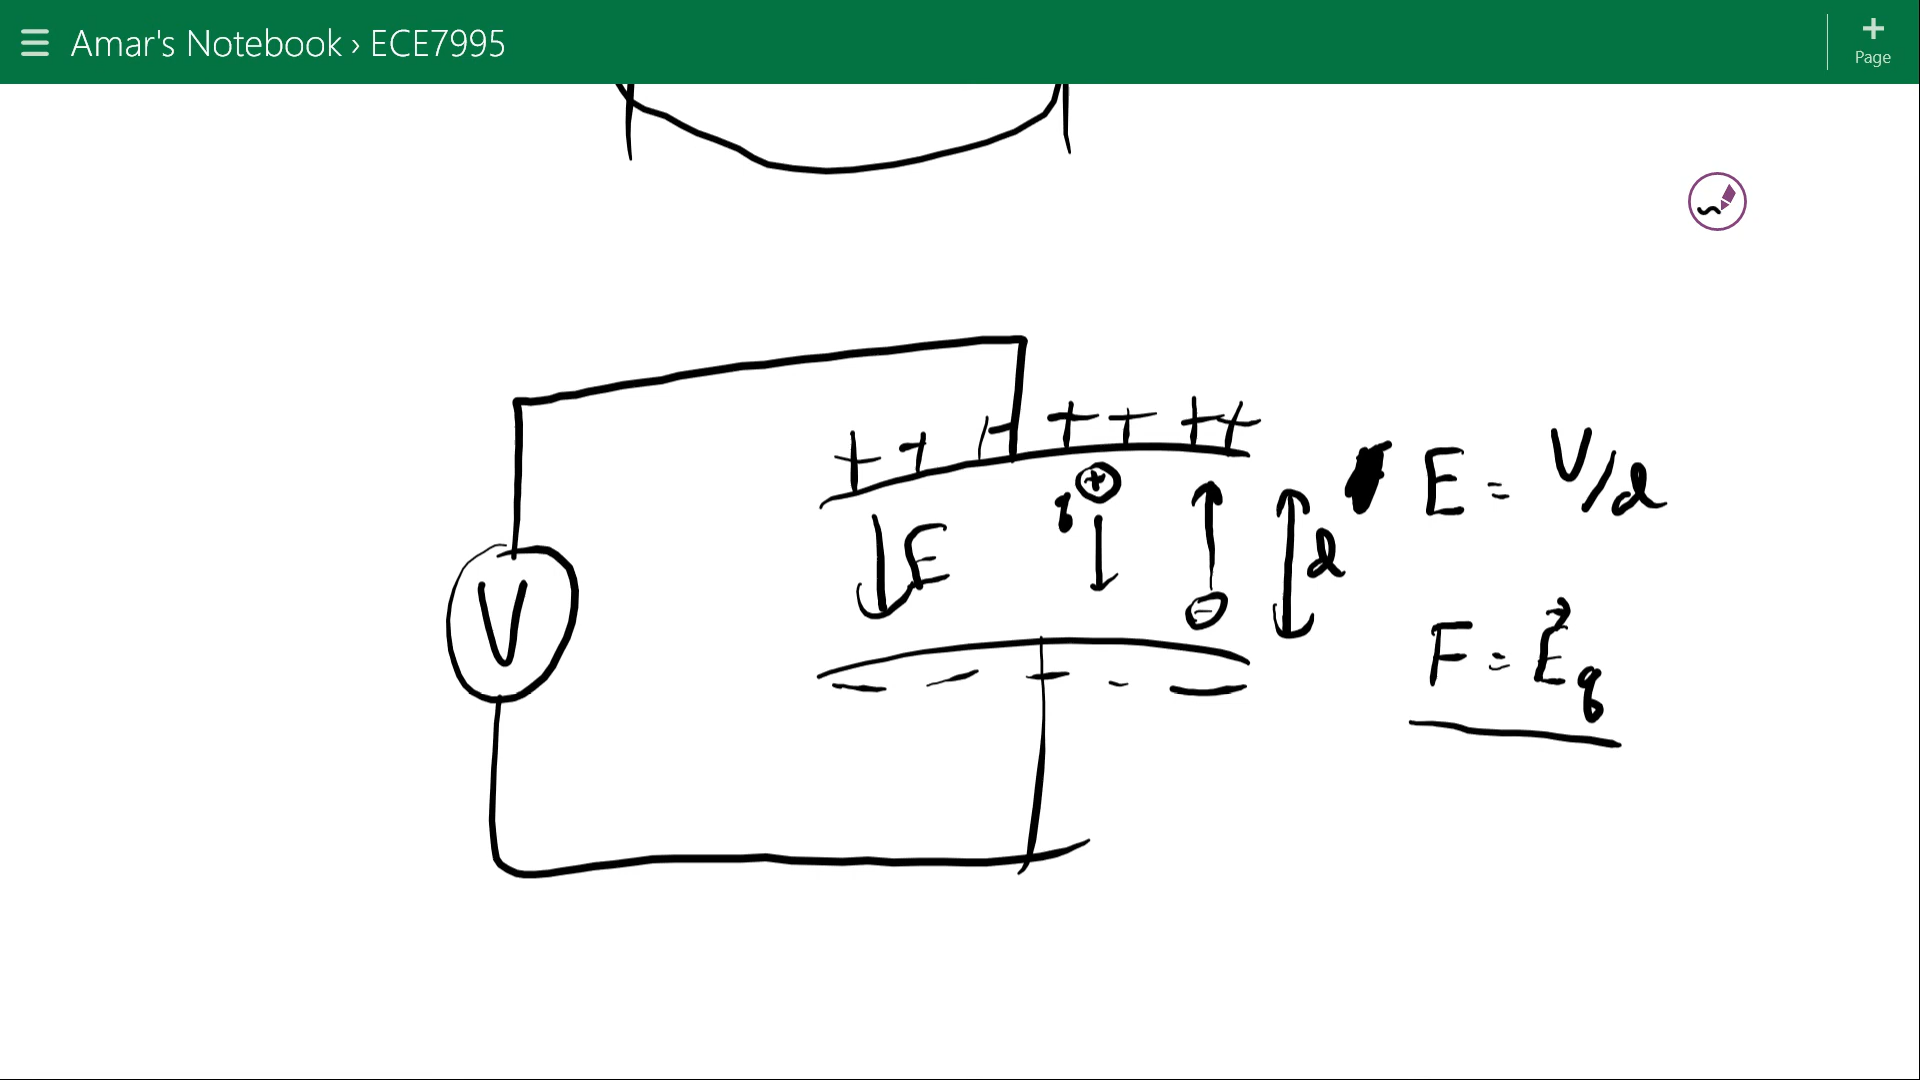 Amar's Notebook › ECE7995
+
Page
+ + + + + + +
V
E
q
+
-
d
E = V/d
F = E⃗q
- - - - -